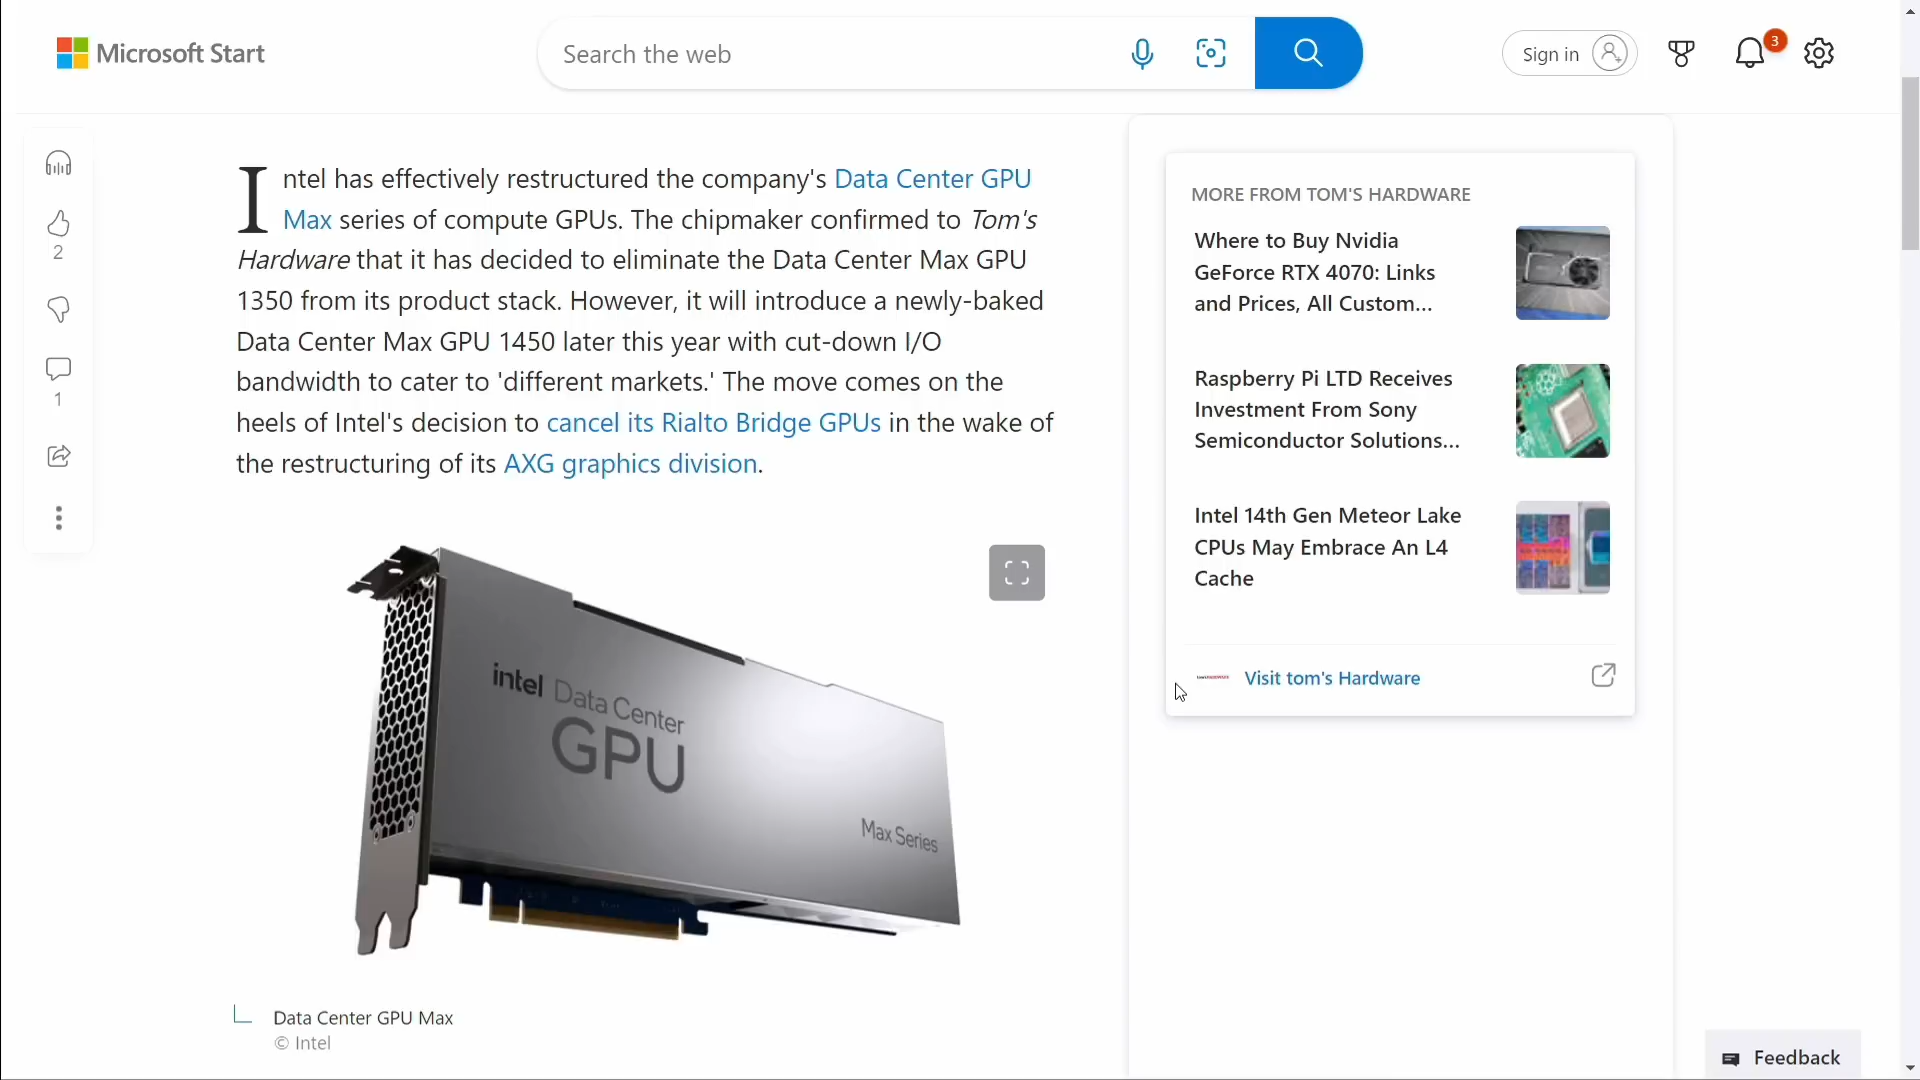 Microsoft Start
Search the web
Sign in
3
2
1
Intel has effectively restructured the company's Data Center GPU
Max series of compute GPUs. The chipmaker confirmed to Tom's
Hardware that it has decided to eliminate the Data Center Max GPU
1350 from its product stack. However, it will introduce a newly-baked
Data Center Max GPU 1450 later this year with cut-down I/O
bandwidth to cater to 'different markets.' The move comes on the
heels of Intel's decision to cancel its Rialto Bridge GPUs in the wake of
the restructuring of its AXG graphics division.
intel Data Center
GPU
Max Series
Data Center GPU Max
© Intel
MORE FROM TOM'S HARDWARE
Where to Buy Nvidia
GeForce RTX 4070: Links
and Prices, All Custom...
Raspberry Pi LTD Receives
Investment From Sony
Semiconductor Solutions...
Intel 14th Gen Meteor Lake
CPUs May Embrace An L4
Cache
Visit tom's Hardware
Feedback